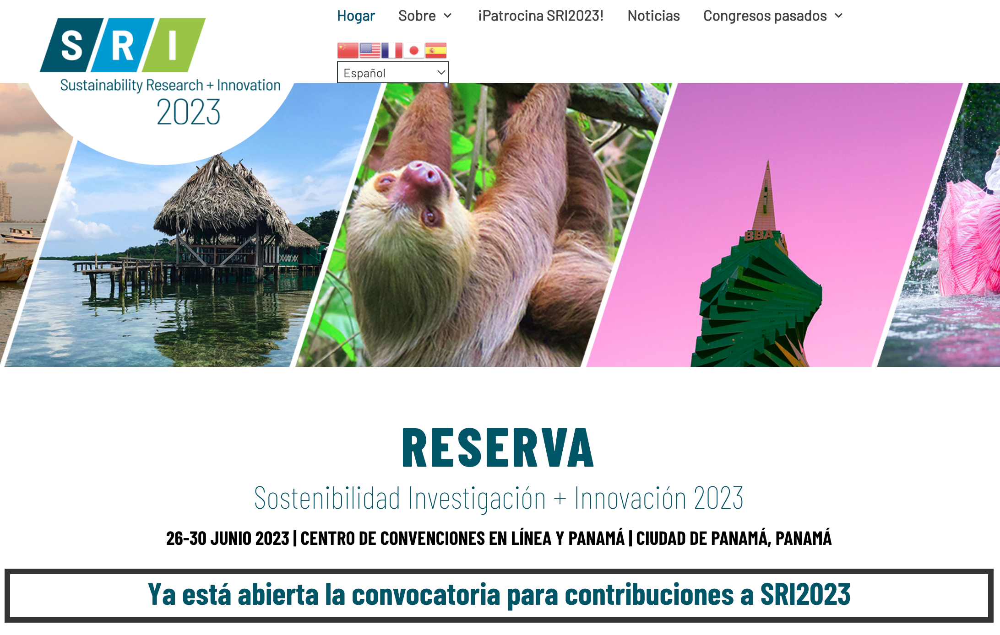 Hogar Sobre ¡Patrocina SRI2023! Noticias Congresos pasados
SRI
Sustainability Research + Innovation
2023
Español
BBA
RESERVA
Sostenibilidad Investigación + Innovación 2023
26-30 JUNIO 2023 | CENTRO DE CONVENCIONES EN LÍNEA Y PANAMÁ | CIUDAD DE PANAMÁ, PANAMÁ
Ya está abierta la convocatoria para contribuciones a SRI2023